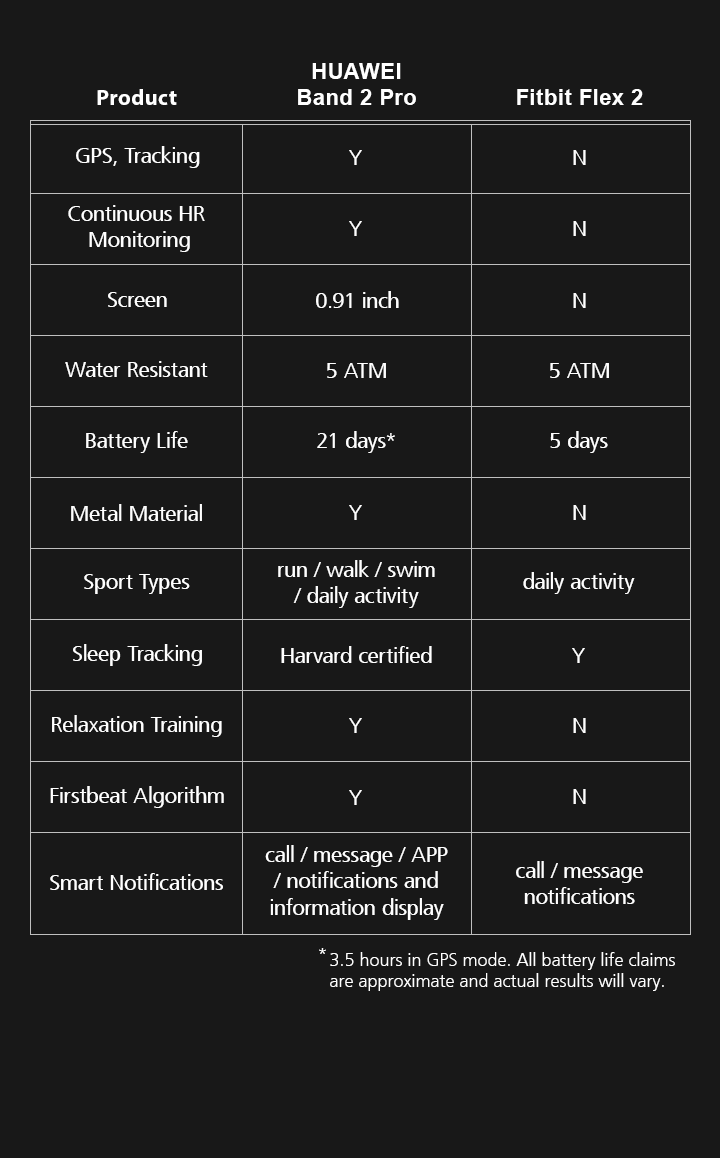 Product
HUAWEI
Band 2 Pro
Fitbit Flex 2
GPS, Tracking
Y
N
Continuous HR
Monitoring
Y
N
Screen
0.91 inch
N
Water Resistant
5 ATM
5 ATM
Battery Life
21 days*
5 days
Metal Material
Y
N
Sport Types
run / walk / swim
/ daily activity
daily activity
Sleep Tracking
Harvard certified
Y
Relaxation Training
Y
N
Firstbeat Algorithm
Y
N
Smart Notifications
call / message / APP
/ notifications and
information display
call / message
notifications
* 3.5 hours in GPS mode. All battery life claims
are approximate and actual results will vary.